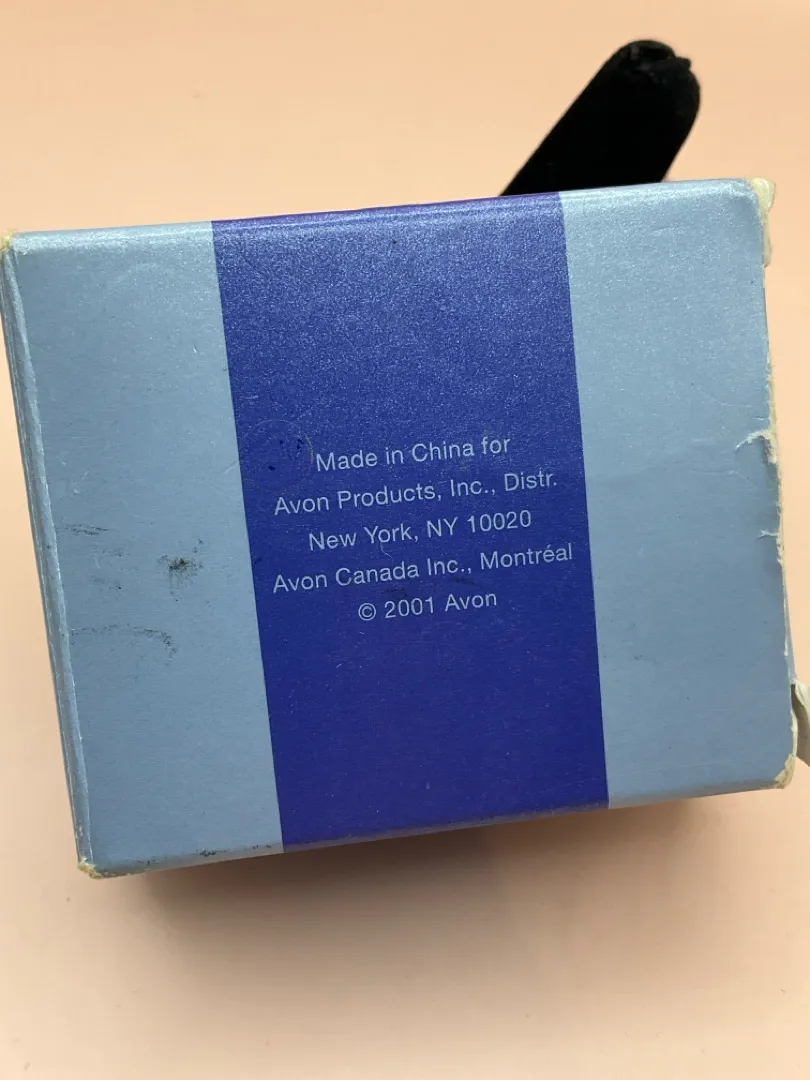 Made in China for
Avon Products, Inc., Distr.
New York, NY 10020
Avon Canada Inc., Montréal
© 2001 Avon